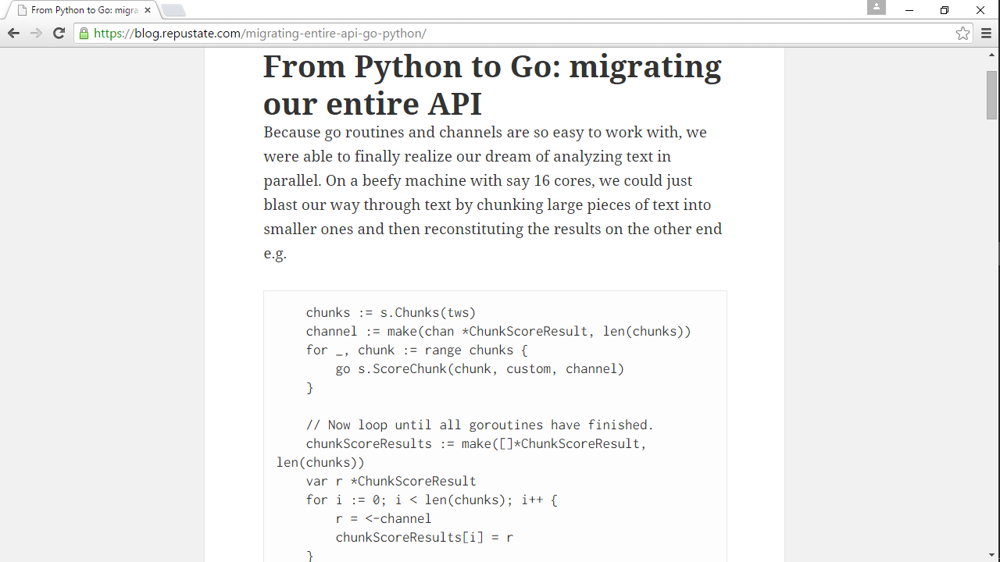 From Python to Go: migra
https://blog.repustate.com/migrating-entire-api-go-python/
From Python to Go: migrating
our entire API
Because go routines and channels are so easy to work with, we
were able to finally realize our dream of analyzing text in
parallel. On a beefy machine with say 16 cores, we could just
blast our way through text by chunking large pieces of text into
smaller ones and then reconstituting the results on the other end
e.g.
chunks := s.Chunks(tws)
channel := make(chan *ChunkScoreResult, len(chunks))
for _, chunk := range chunks {
go s.ScoreChunk(chunk, custom, channel)
}
// Now loop until all goroutines have finished.
chunkScoreResults := make([]*ChunkScoreResult,
len(chunks))
var r *ChunkScoreResult
for i := 0; i < len(chunks); i++ {
r = <-channel
chunkScoreResults[i] = r
}